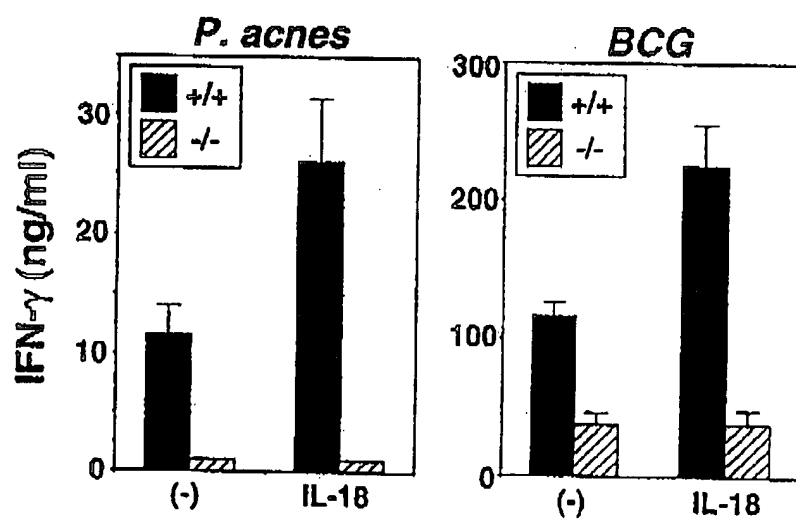 P. acnes
BCG
IFN-γ (ng/ml)
30
20
10
0
+/+
-/-
(-)
IL-18
300
200
100
0
+/+
-/-
(-)
IL-18